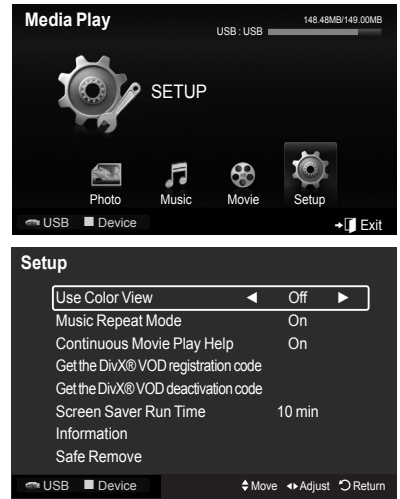 Media Play
148.48MB/149.00MB
USB : USB
SETUP
Photo Music Movie Setup
USB Device Exit
Setup
Use Color View ◄ Off ►
Music Repeat Mode On
Continuous Movie Play Help On
Get the DivX® VOD registration code
Get the DivX® VOD deactivation code
Screen Saver Run Time 10 min
Information
Safe Remove
USB Device Move Adjust Return